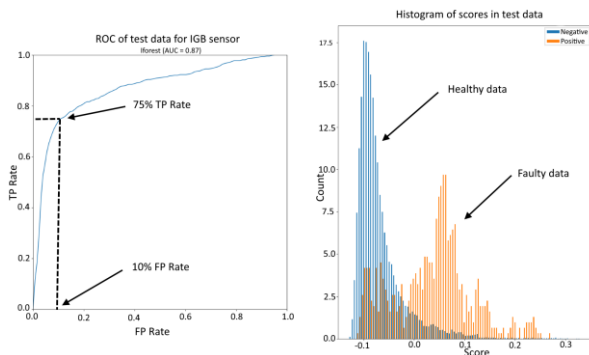 ROC of test data for IGB sensor
Iforest (AUC = 0.87)
1.0
0.8
0.6
0.4
0.2
0.0
TP Rate
75% TP Rate
10% FP Rate
0.0
0.2
0.4
0.6
0.8
1.0
FP Rate
Histogram of scores in test data
Negative
Positive
17.5
15.0
12.5
10.0
7.5
5.0
2.5
0.0
Count
Healthy data
Faulty data
-0.1
0.0
0.1
0.2
0.3
Score